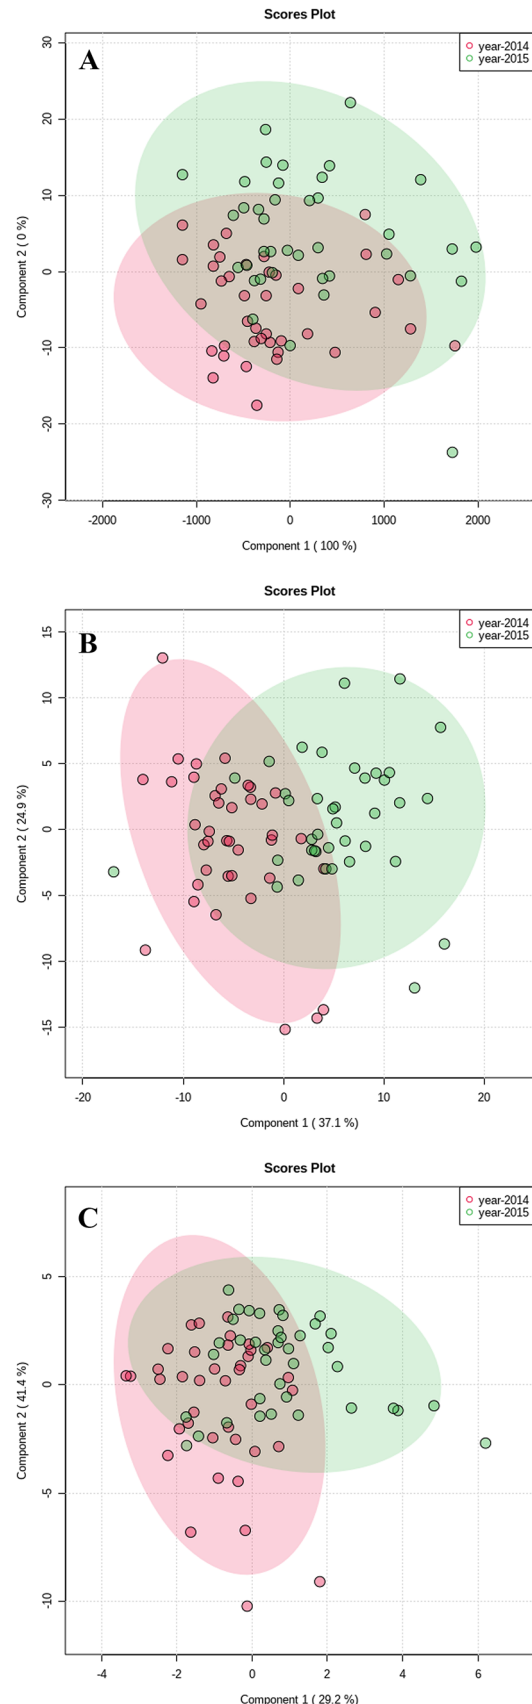 Scores Plot
A
year-2014
year-2015
Component 2 ( 0 %)
30
20
10
0
-10
-20
-30
-2000 -1000 0 1000 2000
Component 1 ( 100 %)
Scores Plot
B
year-2014
year-2015
Component 2 ( 24.9 %)
15
10
5
0
-5
-10
-15
-20 -10 0 10 20
Component 1 ( 37.1 %)
Scores Plot
C
year-2014
year-2015
Component 2 ( 41.4 %)
5
0
-5
-10
-4 -2 0 2 4 6
Component 1 ( 29.2 %)